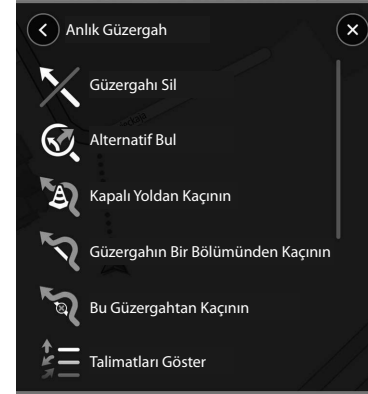 Anlık Güzergah
Güzergahı Sil
Alternatif Bul
Kapalı Yoldan Kaçının
Güzergahın Bir Bölümünden Kaçının
Bu Güzergahtan Kaçının
Talimatları Göster